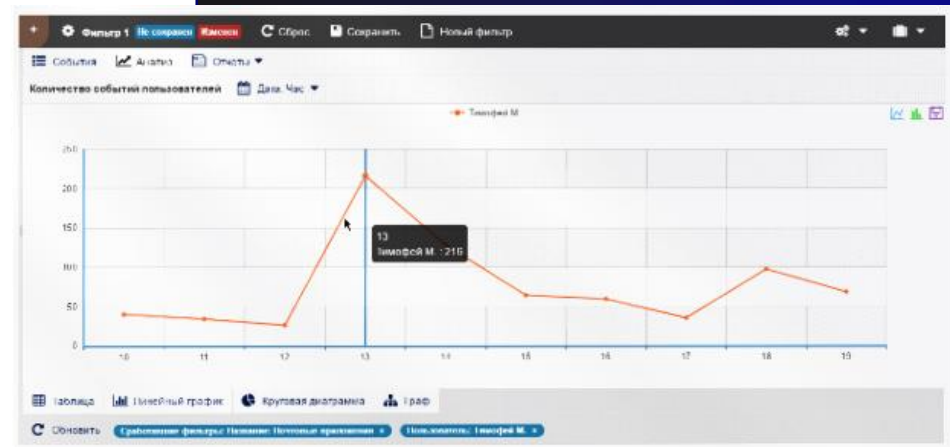 + Фильтр 1 Не сохранен Изменен Сброс Сохранить Новый фильтр
События Анализ Отчеты
Количество событий пользователей Дата: Час
Тимофей М
250
200
150
100
50
0
13
Тимофей М. : 216
10 11 12 13 14 15 16 17 18 19
Таблица Линейный график Круговая диаграмма Граф
Обновить Сработавшие фильтры: Название: Почтовые приложения × Пользователь: Тимофей М. ×